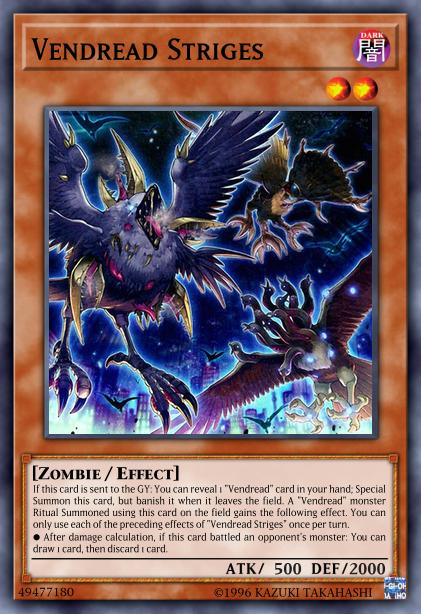 VENDREAD STRIGES
DARK
闇
[ZOMBIE / EFFECT]
If this card is sent to the GY: You can reveal 1 "Vendread" card in your hand; Special
Summon this card, but banish it when it leaves the field. A "Vendread" monster
Ritual Summoned using this card on the field gains the following effect. You can
only use each of the preceding effects of "Vendread Striges" once per turn.
● After damage calculation, if this card battled an opponent's monster: You can
draw 1 card, then discard 1 card.
ATK/ 500 DEF/2000
49477180
©1996 KAZUKI TAKAHASHI